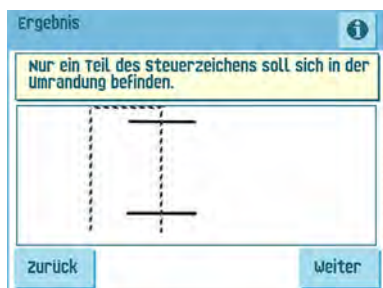 Ergebnis
Nur ein Teil des Steuerzeichens soll sich in der
Umrandung befinden.
Zurück
Weiter